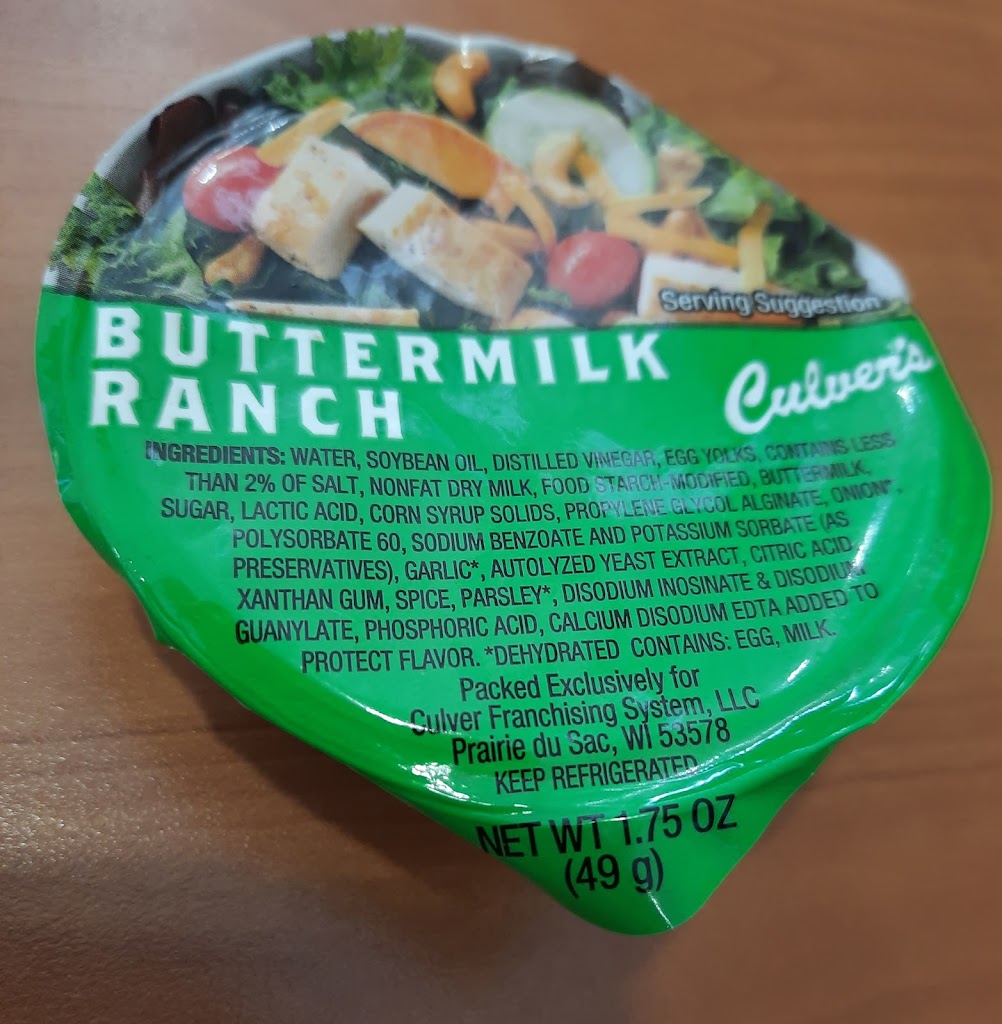 Serving Suggestion
BUTTERMILK
RANCH
Culver's
INGREDIENTS: WATER, SOYBEAN OIL, DISTILLED VINEGAR, EGG YOLKS, CONTAINS LESS
THAN 2% OF SALT, NONFAT DRY MILK, FOOD STARCH-MODIFIED, BUTTERMILK,
SUGAR, LACTIC ACID, CORN SYRUP SOLIDS, PROPYLENE GLYCOL ALGINATE, ONION*,
POLYSORBATE 60, SODIUM BENZOATE AND POTASSIUM SORBATE (AS
PRESERVATIVES), GARLIC*, AUTOLYZED YEAST EXTRACT, CITRIC ACID
XANTHAN GUM, SPICE, PARSLEY*, DISODIUM INOSINATE & DISODIUM
GUANYLATE, PHOSPHORIC ACID, CALCIUM DISODIUM EDTA ADDED TO
PROTECT FLAVOR. *DEHYDRATED CONTAINS: EGG, MILK.
Packed Exclusively for
Culver Franchising System, LLC
Prairie du Sac, WI 53578
KEEP REFRIGERATED
NET WT 1.75 OZ
(49 g)